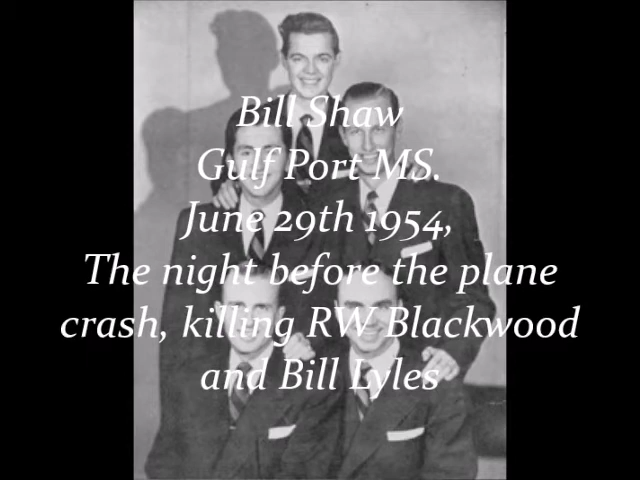 Bill Shaw
Gulf Port MS.
June 29th 1954,
The night before the plane
crash, killing RW Blackwood
and Bill Lyles